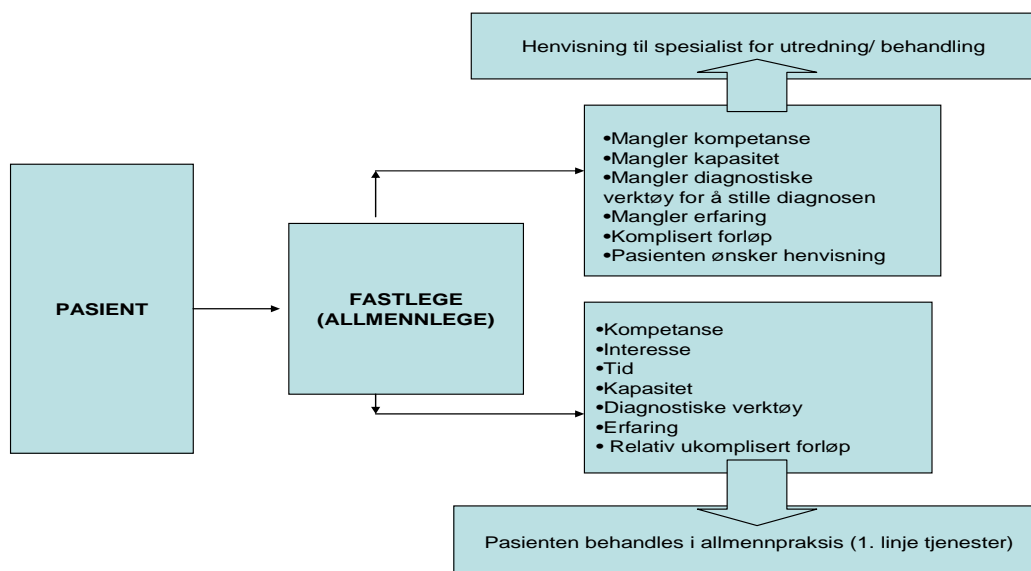 Henvisning til spesialist for utredning/ behandling
•Mangler kompetanse
•Mangler kapasitet
•Mangler diagnostiske
verktøy for å stille diagnosen
•Mangler erfaring
•Komplisert forløp
•Pasienten ønsker henvisning
PASIENT
FASTLEGE
(ALLMENNLEGE)
•Kompetanse
•Interesse
•Tid
•Kapasitet
•Diagnostiske verktøy
•Erfaring
• Relativ ukomplisert forløp
Pasienten behandles i allmennpraksis (1. linje tjenester)